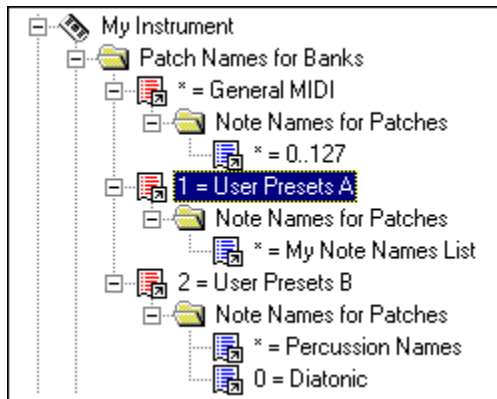 My Instrument
Patch Names for Banks
* = General MIDI
Note Names for Patches
* = 0..127
1 = User Presets A
Note Names for Patches
* = My Note Names List
2 = User Presets B
Note Names for Patches
* = Percussion Names
0 = Diatonic